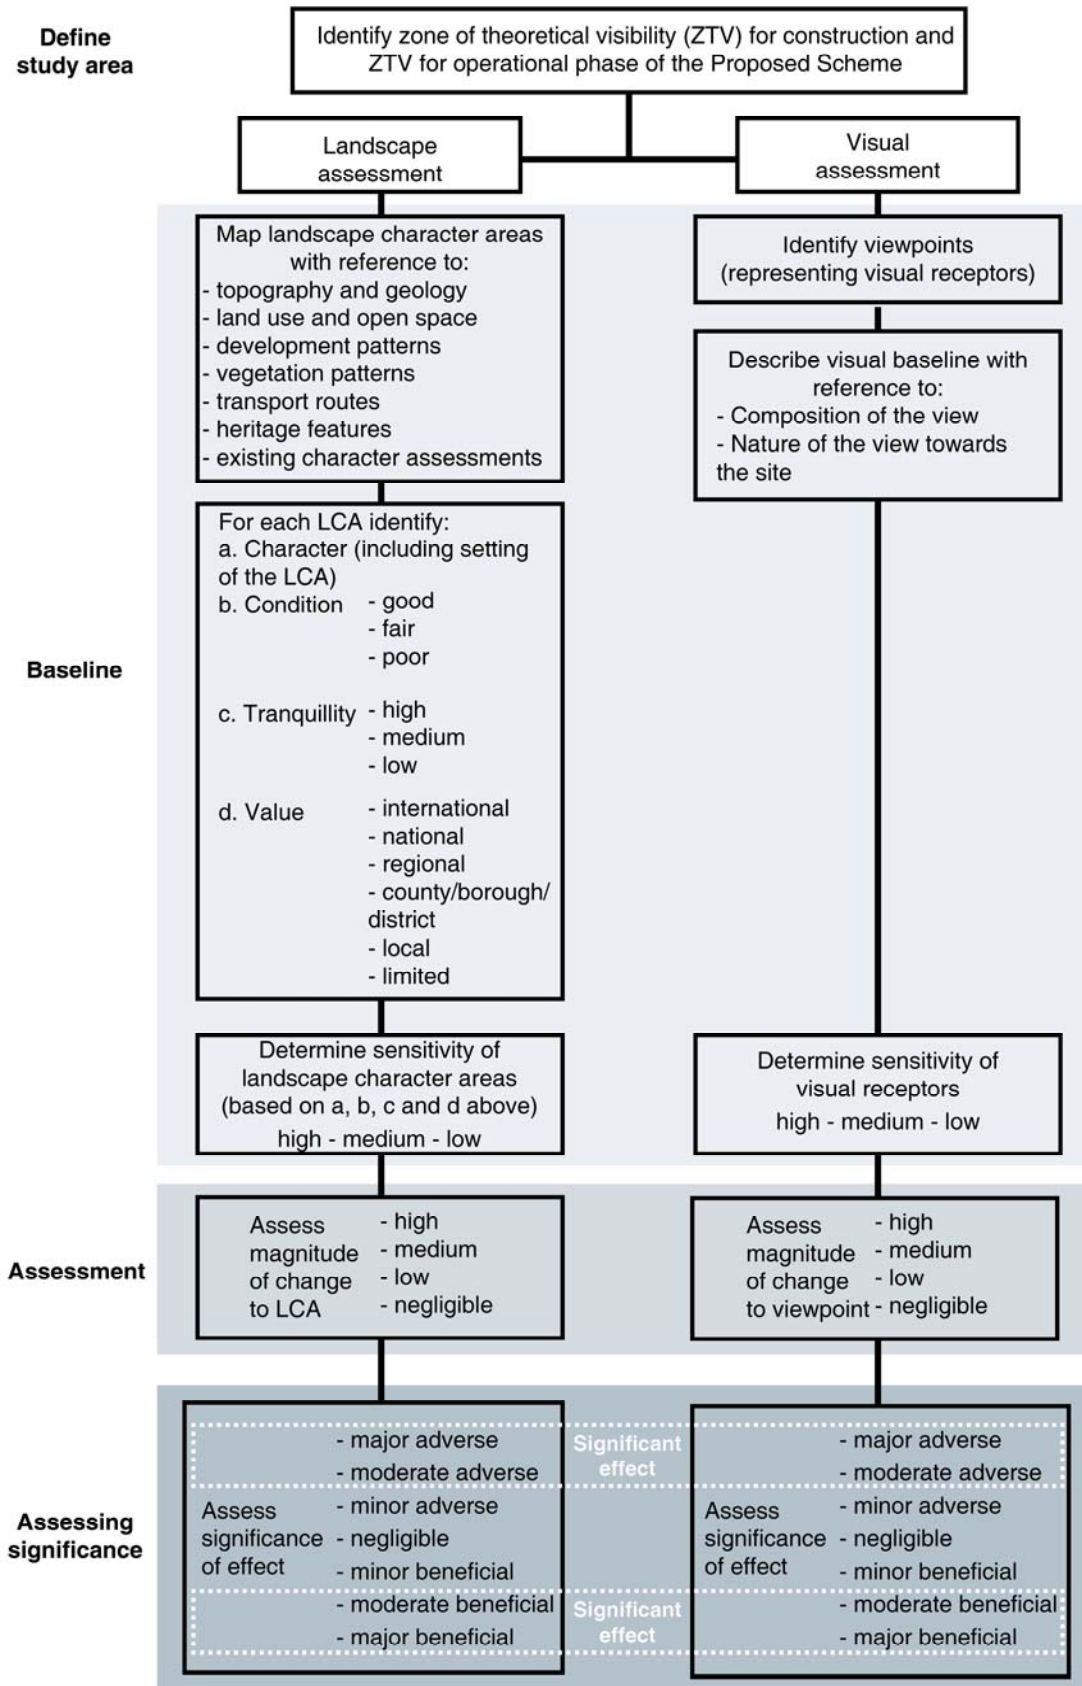 Define
study area
Identify zone of theoretical visibility (ZTV) for construction and
ZTV for operational phase of the Proposed Scheme
Landscape
assessment
Visual
assessment
Baseline
Map landscape character areas
with reference to:
- topography and geology
- land use and open space
- development patterns
- vegetation patterns
- transport routes
- heritage features
- existing character assessments
For each LCA identify:
a. Character (including setting
of the LCA)
b. Condition
- good
- fair
- poor
c. Tranquillity
- high
- medium
- low
d. Value
- international
- national
- regional
- county/borough/
district
- local
- limited
Determine sensitivity of
landscape character areas
(based on a, b, c and d above)
high - medium - low
Identify viewpoints
(representing visual receptors)
Describe visual baseline with
reference to:
- Composition of the view
- Nature of the view towards
the site
Determine sensitivity of
visual receptors
high - medium - low
Assessment
Assess
magnitude
of change
to LCA
- high
- medium
- low
- negligible
Assess
magnitude
of change
to viewpoint
- high
- medium
- low
- negligible
Assessing
significance
Assess
significance
of effect
- major adverse
- moderate adverse
- minor adverse
- negligible
- minor beneficial
- moderate beneficial
- major beneficial
Significant
effect
Significant
effect
Assess
significance
of effect
- major adverse
- moderate adverse
- minor adverse
- negligible
- minor beneficial
- moderate beneficial
- major beneficial